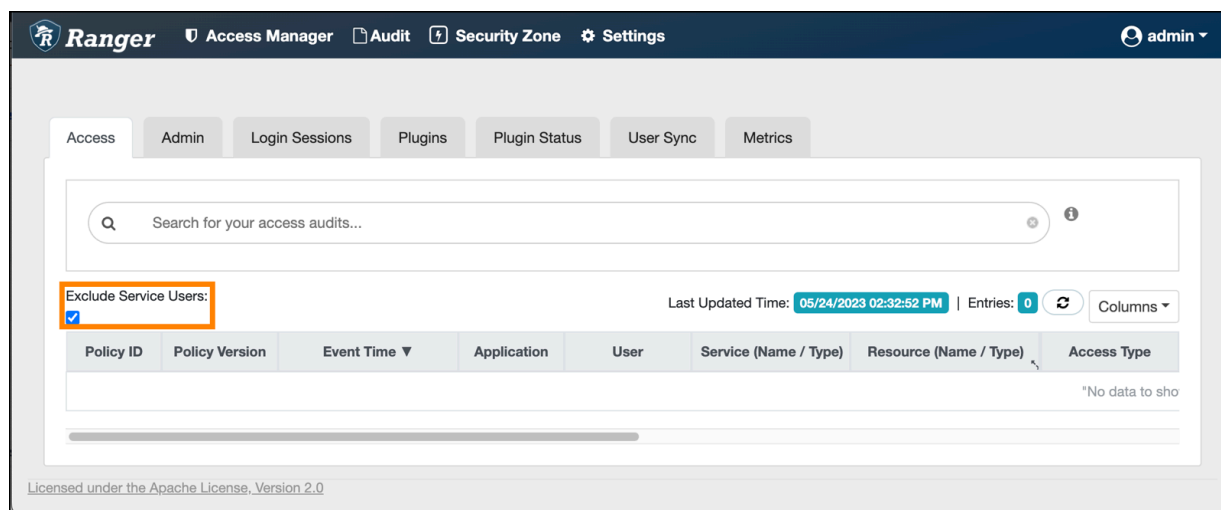 Ranger Access Manager Audit Security Zone Settings admin
Access Admin Login Sessions Plugins Plugin Status User Sync Metrics
Search for your access audits...
Exclude Service Users:
Last Updated Time: 05/24/2023 02:32:52 PM | Entries: 0 Columns
Policy ID Policy Version Event Time ▼ Application User Service (Name / Type) Resource (Name / Type) Access Type
"No data to sho
Licensed under the Apache License, Version 2.0